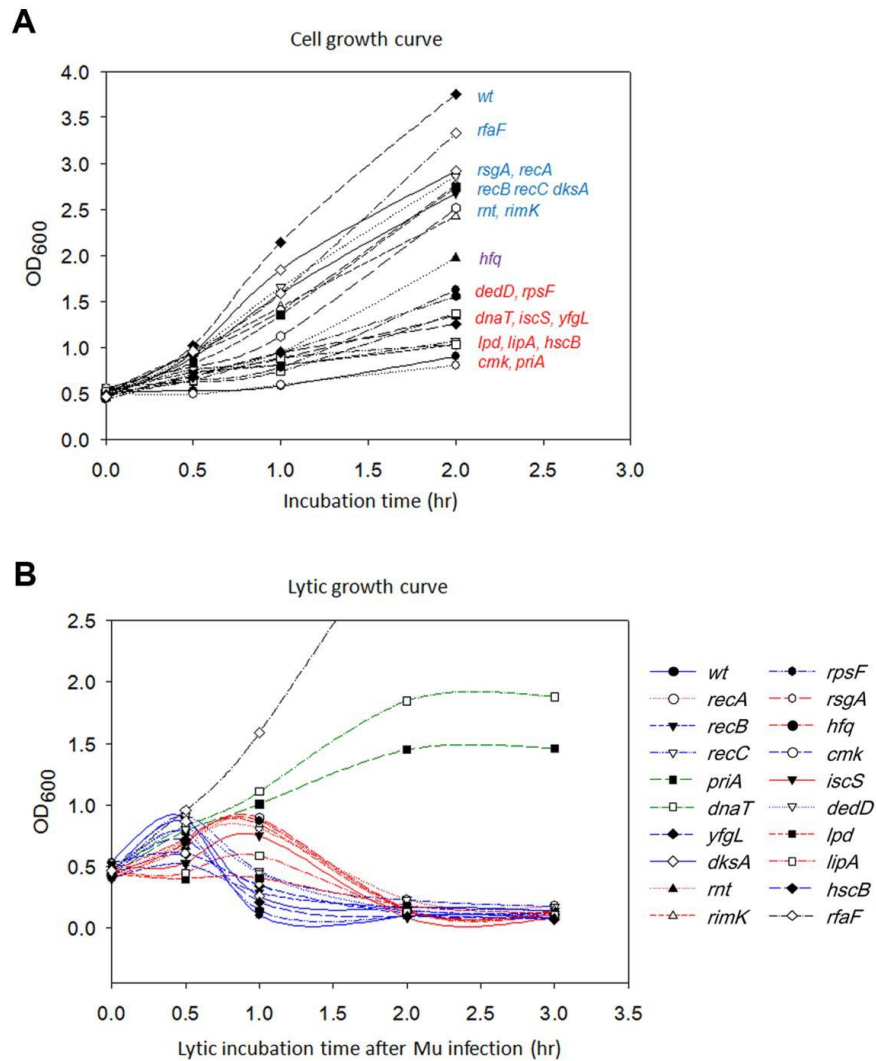 A
Cell growth curve
4.0
3.5
3.0
2.5
2.0
1.5
1.0
0.5
0.0
OD600
wt
rfaF
rsgA, recA
recB recC dksA
rnt, rimK
hfq
dedD, rpsF
dnaT, iscS, yfgL
lpd, lipA, hscB
cmk, priA
0.0 0.5 1.0 1.5 2.0 2.5 3.0
Incubation time (hr)
B
Lytic growth curve
2.5
2.0
1.5
1.0
0.5
0.0
OD600
wt rpsF
recA rsgA
recB hfq
recC cmk
priA iscS
dnaT dedD
yfgL lpd
dksA lipA
rnt hscB
rimK rfaF
0.0 0.5 1.0 1.5 2.0 2.5 3.0 3.5
Lytic incubation time after Mu infection (hr)